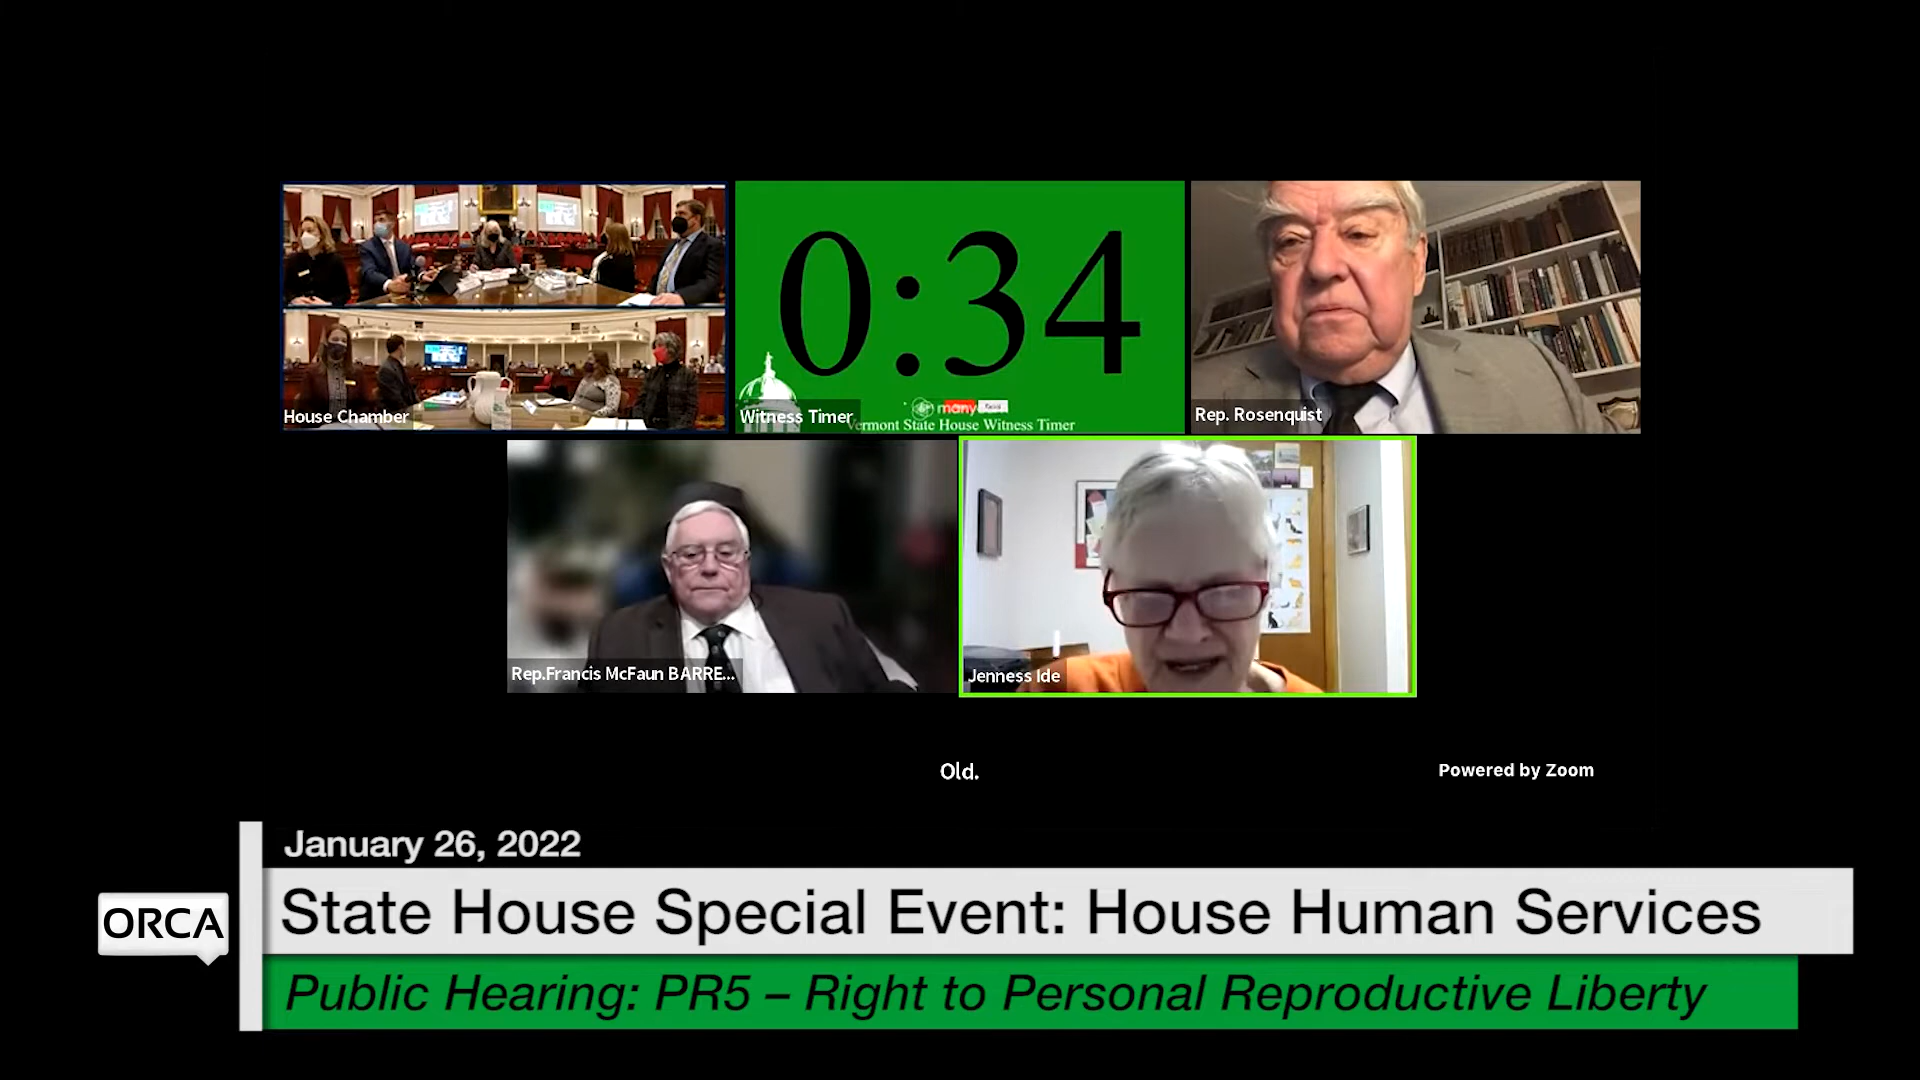 0:34
House Chamber
Witness Timer
many
Vermont State House Witness Timer
Rep. Rosenquist
Rep.Francis McFaun BARRE...
Jenness Ide
Old.
Powered by Zoom
January 26, 2022
ORCA
State House Special Event: House Human Services
Public Hearing: PR5 – Right to Personal Reproductive Liberty